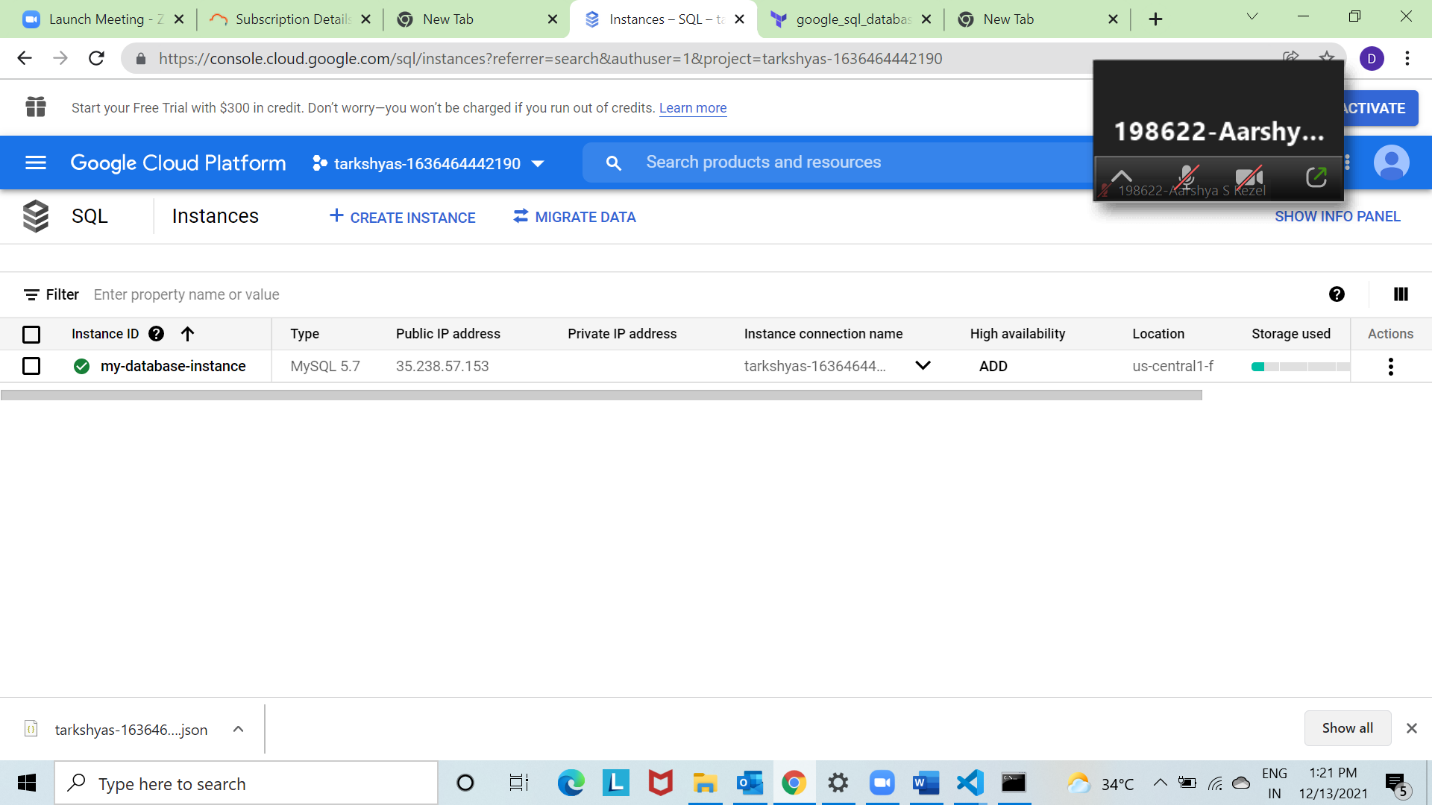 Launch Meeting - Z
Subscription Details
New Tab
Instances – SQL – ta
google_sql_databas
New Tab
https://console.cloud.google.com/sql/instances?referrer=search&authuser=1&project=tarkshyas-1636464442190
D
Start your Free Trial with $300 in credit. Don't worry—you won't be charged if you run out of credits. Learn more
ACTIVATE
198622-Aarshy...
198622-Aarshya S Kezel
Google Cloud Platform
tarkshyas-1636464442190
Search products and resources
SQL
Instances
CREATE INSTANCE
MIGRATE DATA
SHOW INFO PANEL
Filter
Enter property name or value
Instance ID
Type
Public IP address
Private IP address
Instance connection name
High availability
Location
Storage used
Actions
my-database-instance
MySQL 5.7
35.238.57.153
tarkshyas-16364644...
ADD
us-central1-f
tarkshyas-163646....json
Show all
Type here to search
34°C
ENG
IN
1:21 PM
12/13/2021
5